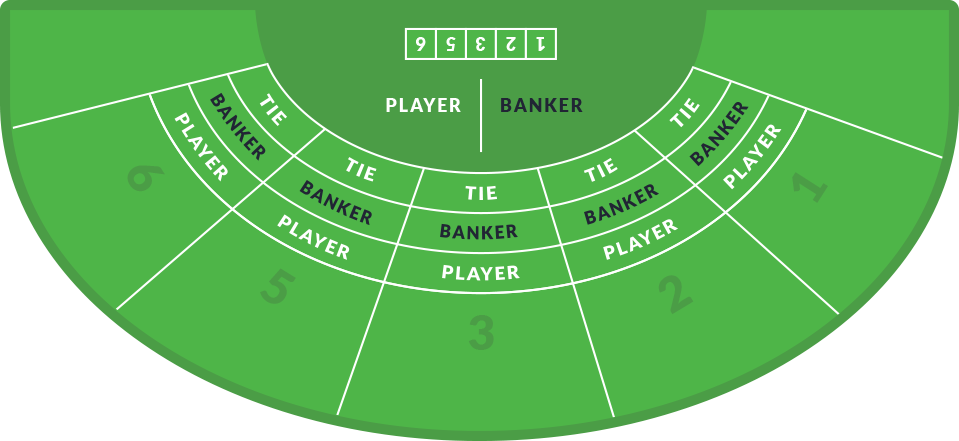 6 5 3 2 1
PLAYER BANKER
TIE
BANKER
PLAYER
6
TIE
BANKER
PLAYER
5
TIE
BANKER
PLAYER
3
TIE
BANKER
PLAYER
2
TIE
BANKER
PLAYER
1